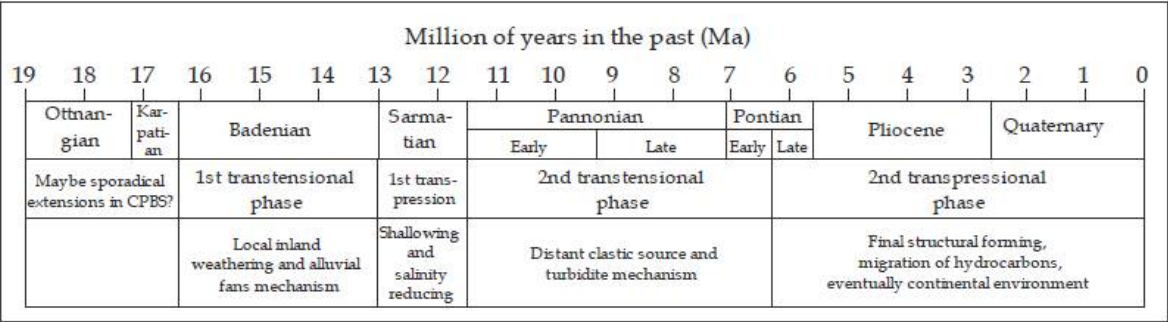 Million of years in the past (Ma)
19 18 17 16 15 14 13 12 11 10 9 8 7 6 5 4 3 2 1 0
Ottnan-
gian
Kar-
pati-
an
Badenian
Sarma-
tian
Pannonian
Early Late
Pontian
Early Late
Pliocene
Quaternary
Maybe sporadical
extensions in CPBS?
1st transtensional
phase
1st trans-
pression
2nd transtensional
phase
2nd transpressional
phase
Local inland
weathering and alluvial
fans mechanism
Shallowing
and
salinity
reducing
Distant clastic source and
turbidite mechanism
Final structural forming,
migration of hydrocarbons,
eventually continental environment